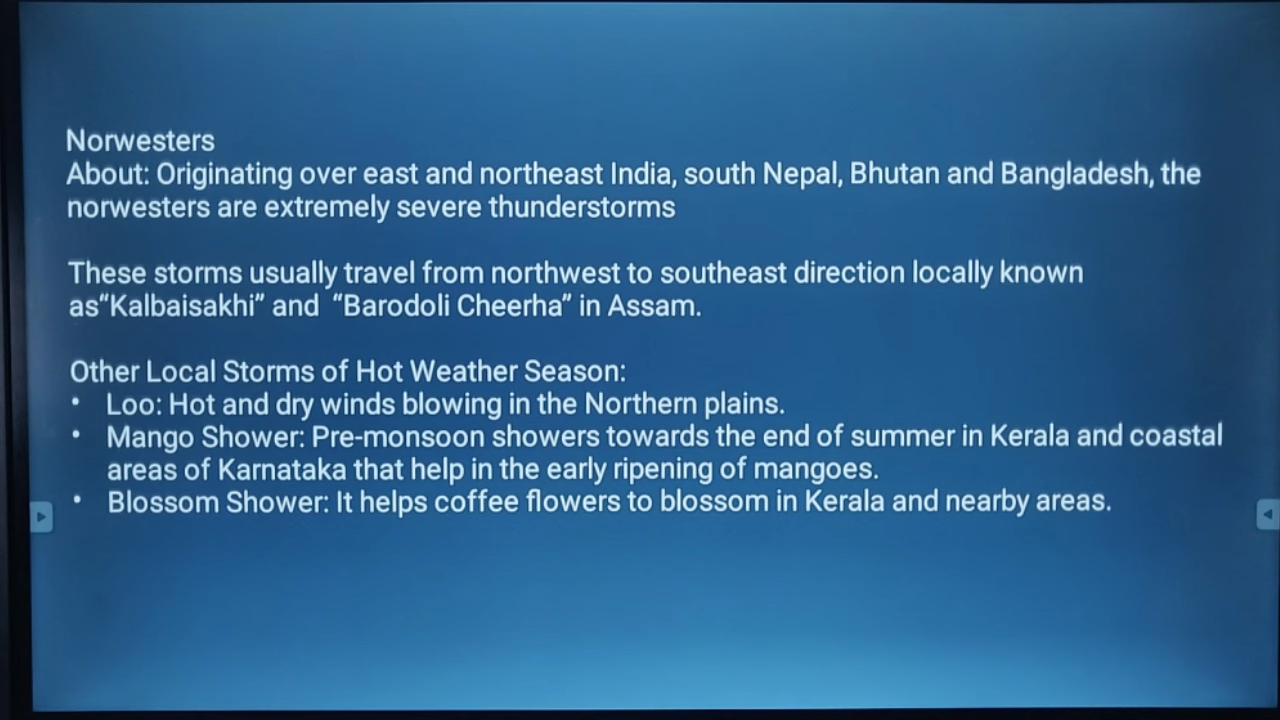 Norwesters
About: Originating over east and northeast India, south Nepal, Bhutan and Bangladesh, the
norwesters are extremely severe thunderstorms
These storms usually travel from northwest to southeast direction locally known
as“Kalbaisakhi” and “Barodoli Cheerha” in Assam.
Other Local Storms of Hot Weather Season:
• Loo: Hot and dry winds blowing in the Northern plains.
• Mango Shower: Pre-monsoon showers towards the end of summer in Kerala and coastal
areas of Karnataka that help in the early ripening of mangoes.
• Blossom Shower: It helps coffee flowers to blossom in Kerala and nearby areas.